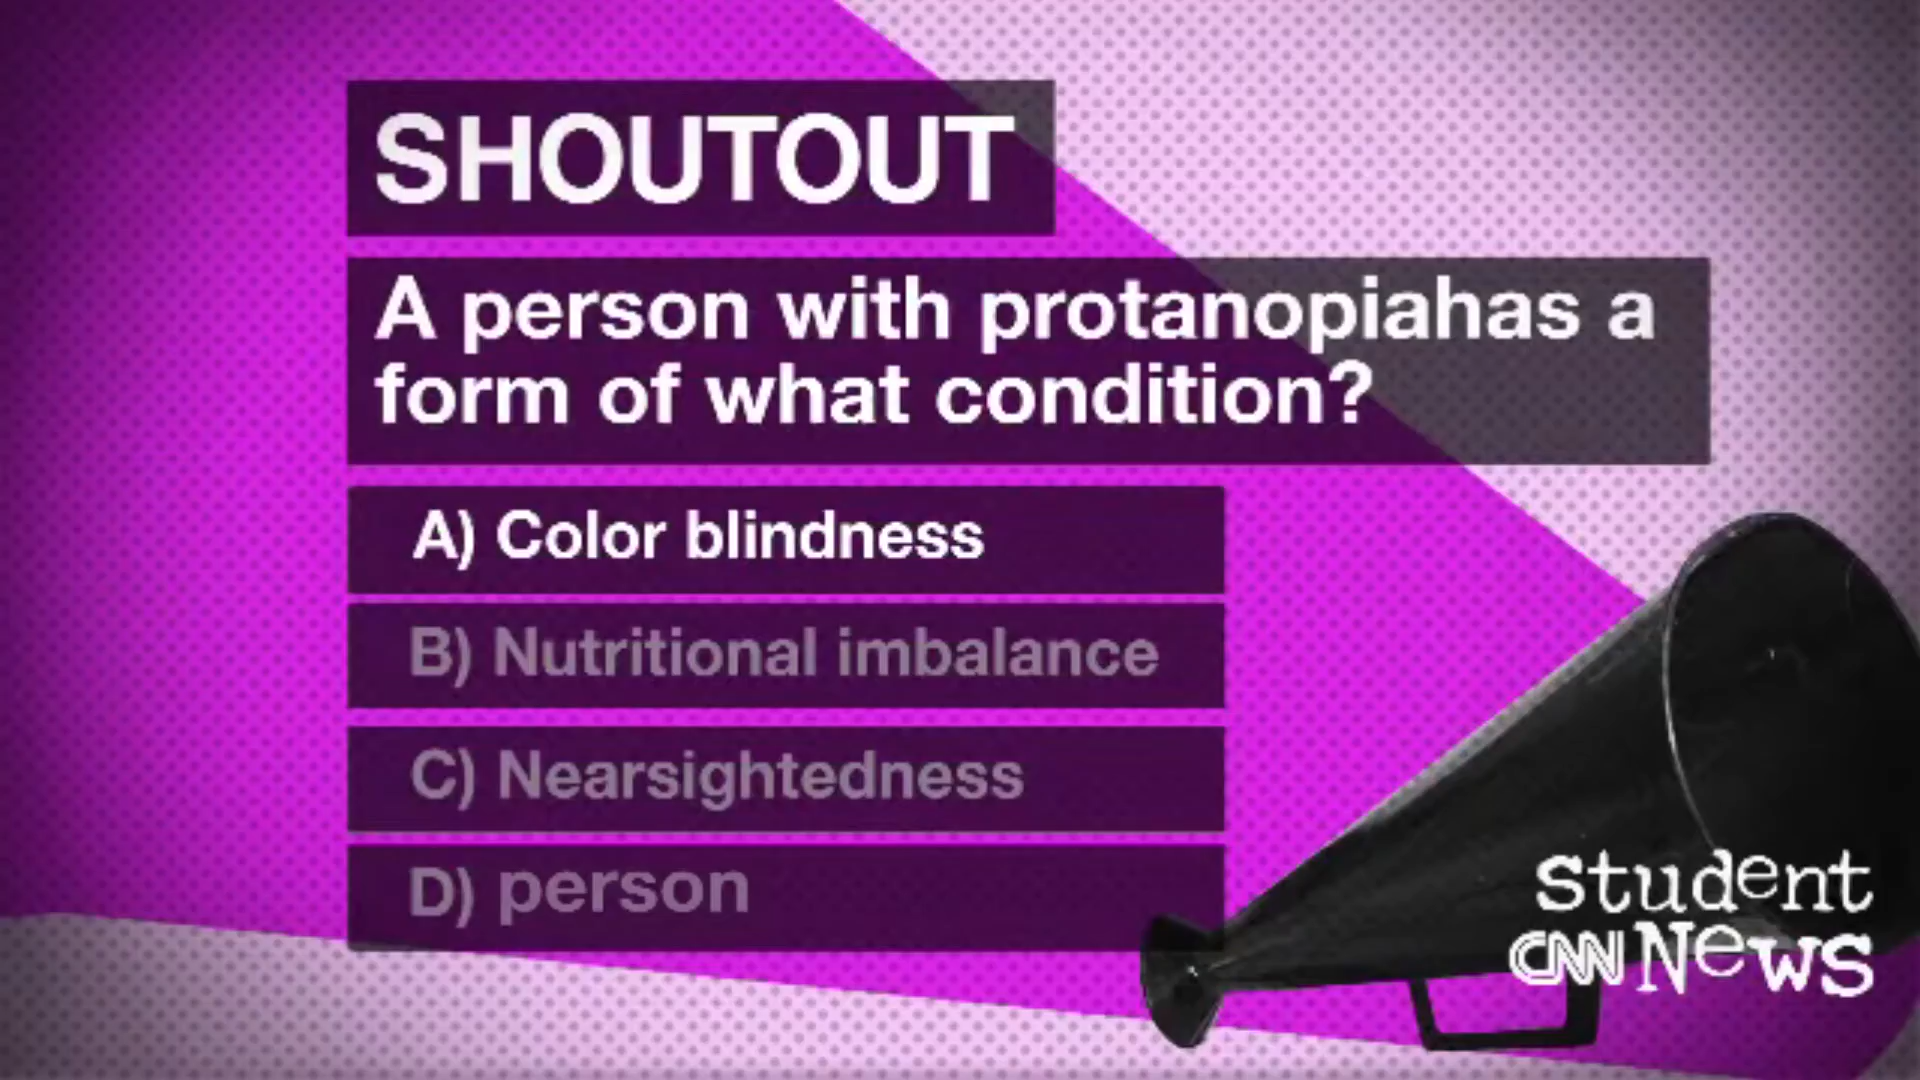 SHOUTOUT
A person with protanopiahas a
form of what condition?
A) Color blindness
B) Nutritional imbalance
C) Nearsightedness
D) person
Student
CNN News